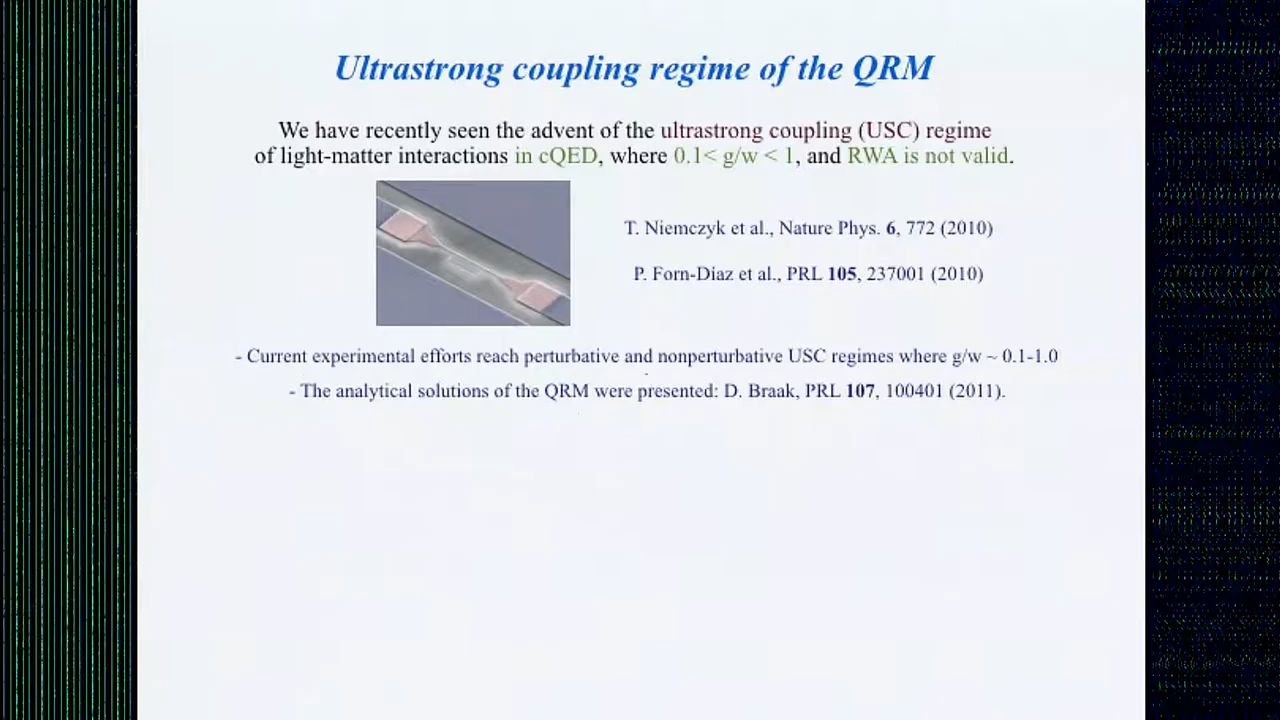 Ultrastrong coupling regime of the QRM
We have recently seen the advent of the ultrastrong coupling (USC) regime
of light-matter interactions in cQED, where 0.1< g/w < 1, and RWA is not valid.
T. Niemczyk et al., Nature Phys. 6, 772 (2010)
P. Forn-Díaz et al., PRL 105, 237001 (2010)
- Current experimental efforts reach perturbative and nonperturbative USC regimes where g/w ~ 0.1-1.0
- The analytical solutions of the QRM were presented: D. Braak, PRL 107, 100401 (2011).